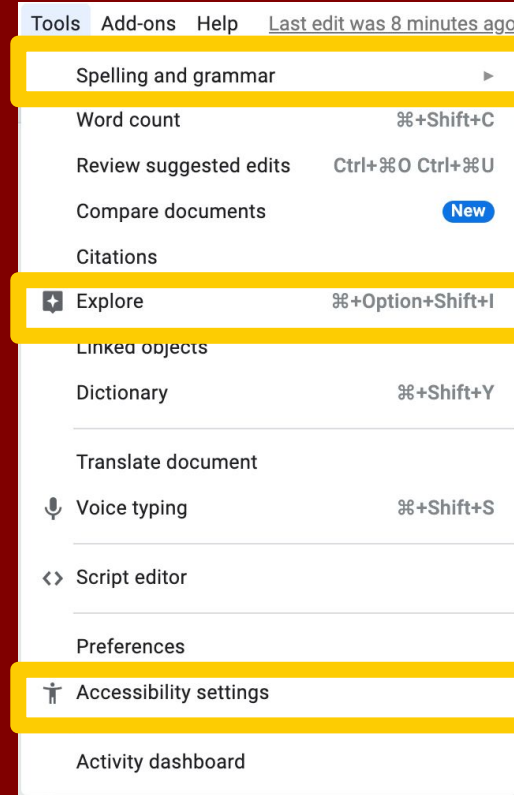 Tools Add-ons Help Last edit was 8 minutes ago
Spelling and grammar ►
Word count ⌘+Shift+C
Review suggested edits Ctrl+⌘O Ctrl+⌘U
Compare documents New
Citations
Explore ⌘+Option+Shift+I
Linked objects
Dictionary ⌘+Shift+Y
Translate document
Voice typing ⌘+Shift+S
Script editor
Preferences
Accessibility settings
Activity dashboard